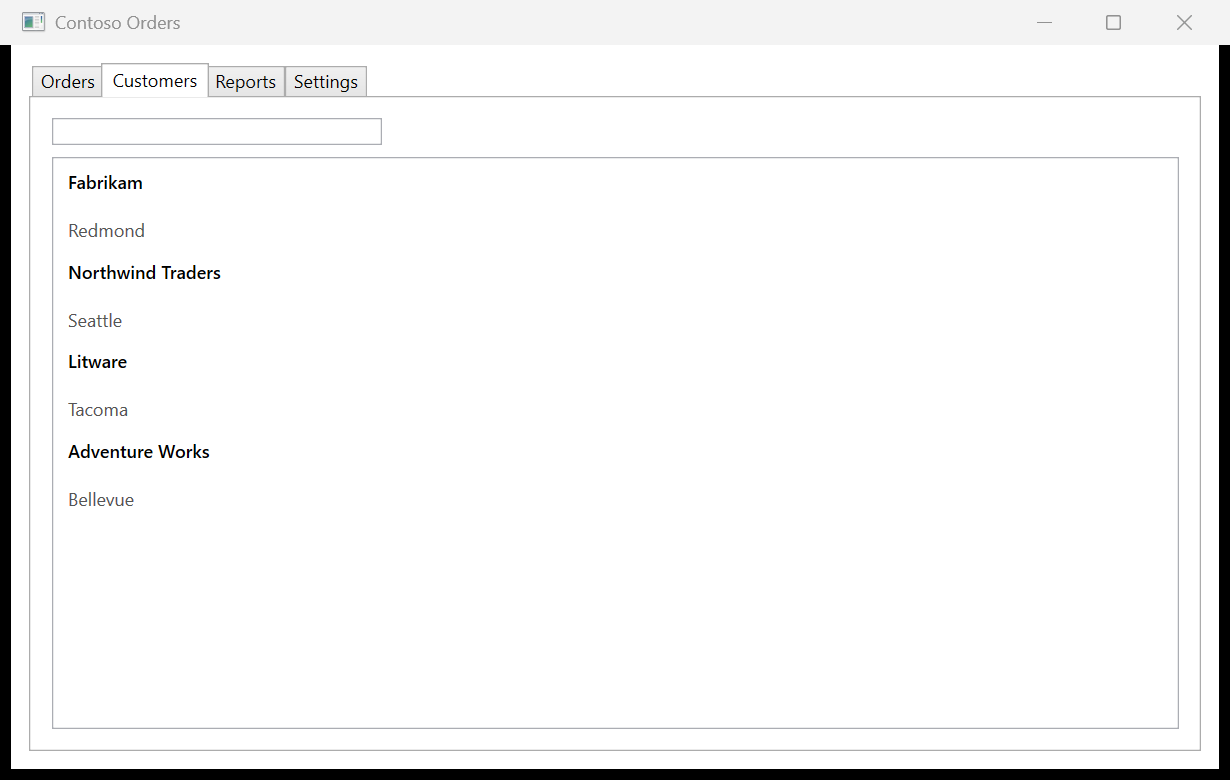 Contoso Orders
Orders Customers Reports Settings
Fabrikam
Redmond
Northwind Traders
Seattle
Litware
Tacoma
Adventure Works
Bellevue